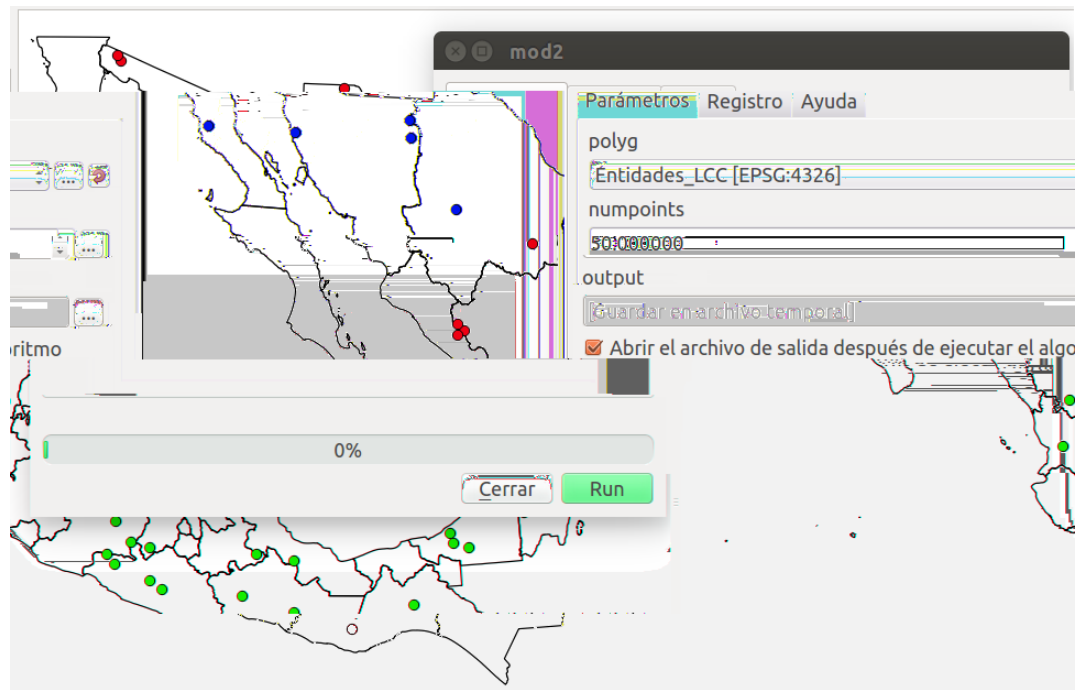 mod2
Parámetros Registro Ayuda
polyg
Entidades_LCC [EPSG:4326]
numpoints
50.000000
output
[Guardar en archivo temporal]
Abrir el archivo de salida después de ejecutar el algo
oritmo
0%
Cerrar Run